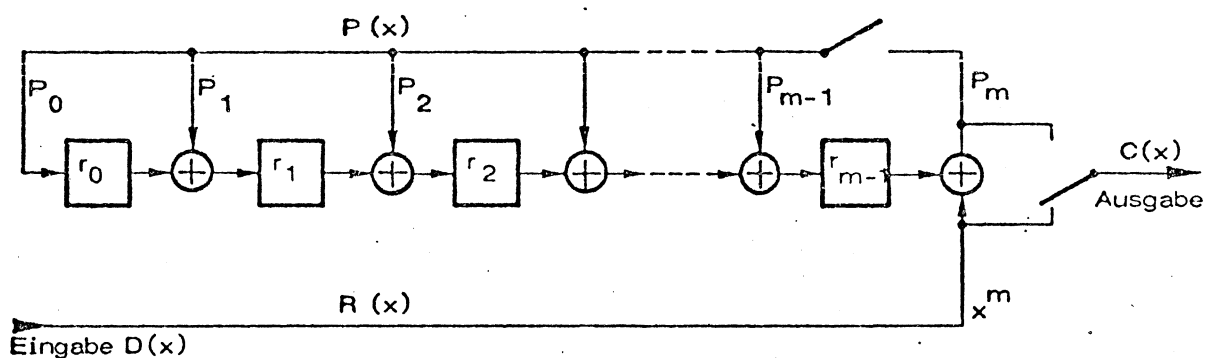 P (x)
P0 P1 P2 Pm-1 Pm
r0 r1 r2 rm-1
C(x)
Ausgabe
R (x)
x^m
Eingabe D(x)